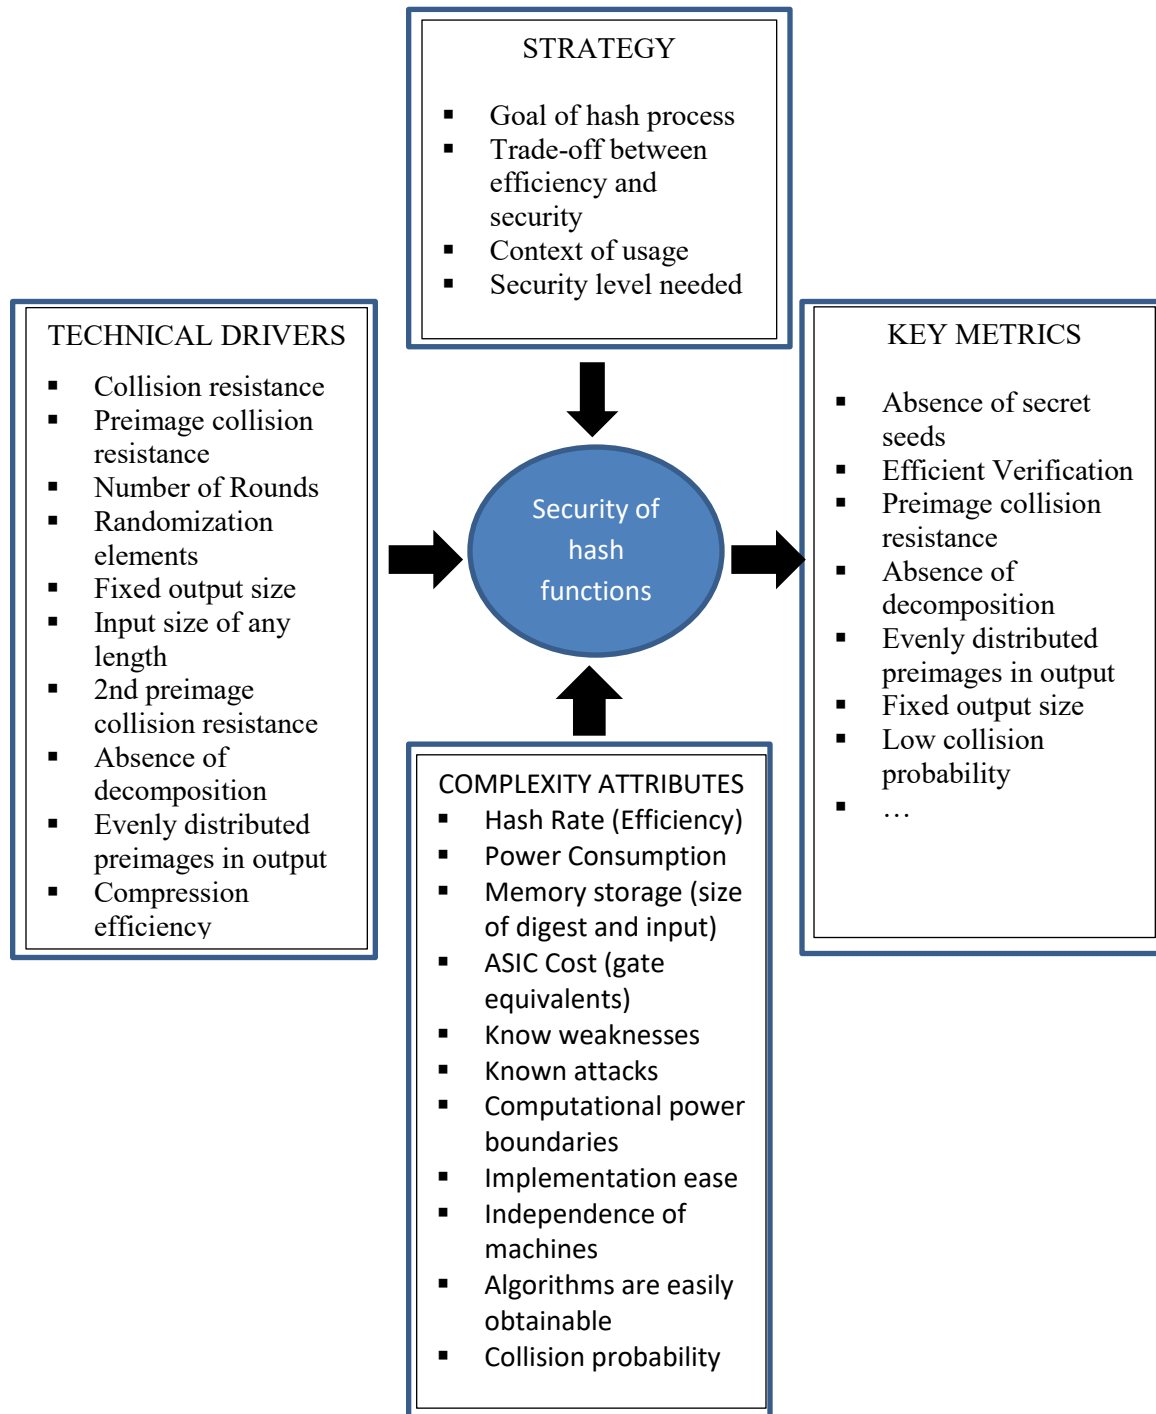 STRATEGY
▪ Goal of hash process
▪ Trade-off between
efficiency and
security
▪ Context of usage
▪ Security level needed
TECHNICAL DRIVERS
▪ Collision resistance
▪ Preimage collision
resistance
▪ Number of Rounds
▪ Randomization
elements
▪ Fixed output size
▪ Input size of any
length
▪ 2nd preimage
collision resistance
▪ Absence of
decomposition
▪ Evenly distributed
preimages in output
▪ Compression
efficiency
Security of
hash
functions
KEY METRICS
▪ Absence of secret
seeds
▪ Efficient Verification
▪ Preimage collision
resistance
▪ Absence of
decomposition
▪ Evenly distributed
preimages in output
▪ Fixed output size
▪ Low collision
probability
▪ …
COMPLEXITY ATTRIBUTES
▪ Hash Rate (Efficiency)
▪ Power Consumption
▪ Memory storage (size
of digest and input)
▪ ASIC Cost (gate
equivalents)
▪ Know weaknesses
▪ Known attacks
▪ Computational power
boundaries
▪ Implementation ease
▪ Independence of
machines
▪ Algorithms are easily
obtainable
▪ Collision probability